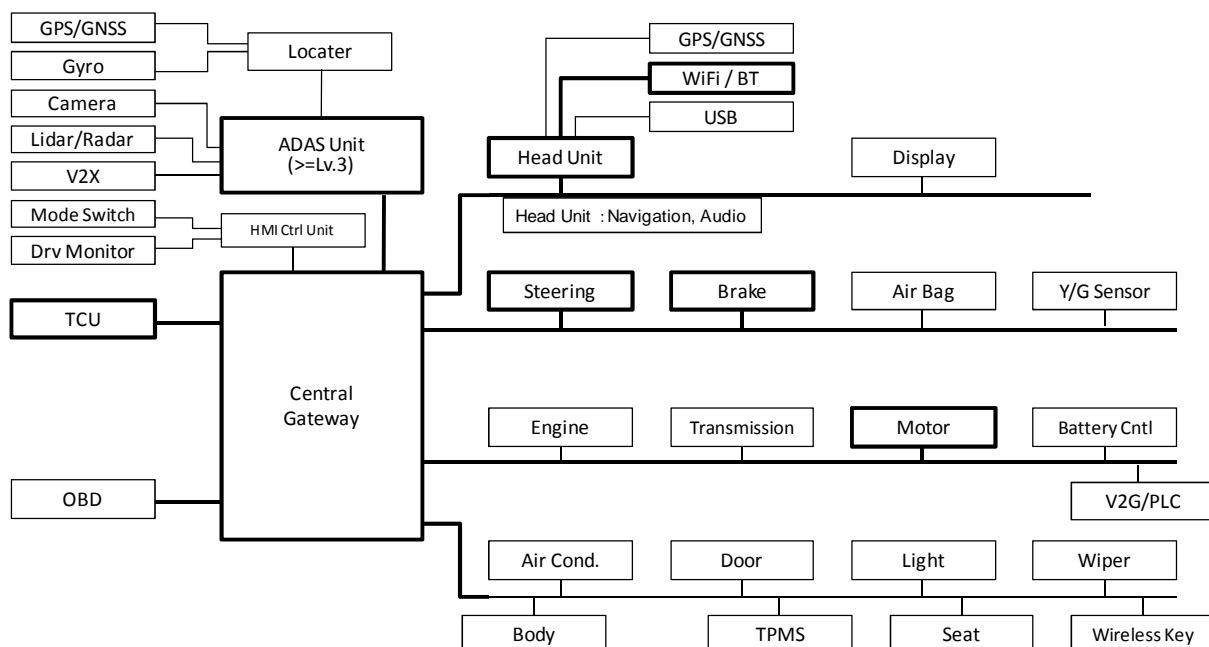 GPS/GNSS
Gyro
Locater
Camera
Lidar/Radar
V2X
ADAS Unit
(>=Lv.3)
Mode Switch
Drv Monitor
HMI Ctrl Unit
GPS/GNSS
WiFi / BT
USB
Head Unit
Display
Head Unit : Navigation, Audio
TCU
OBD
Central
Gateway
Steering
Brake
Air Bag
Y/G Sensor
Engine
Transmission
Motor
Battery Cntl
V2G/PLC
Air Cond.
Door
Light
Wiper
Body
TPMS
Seat
Wireless Key